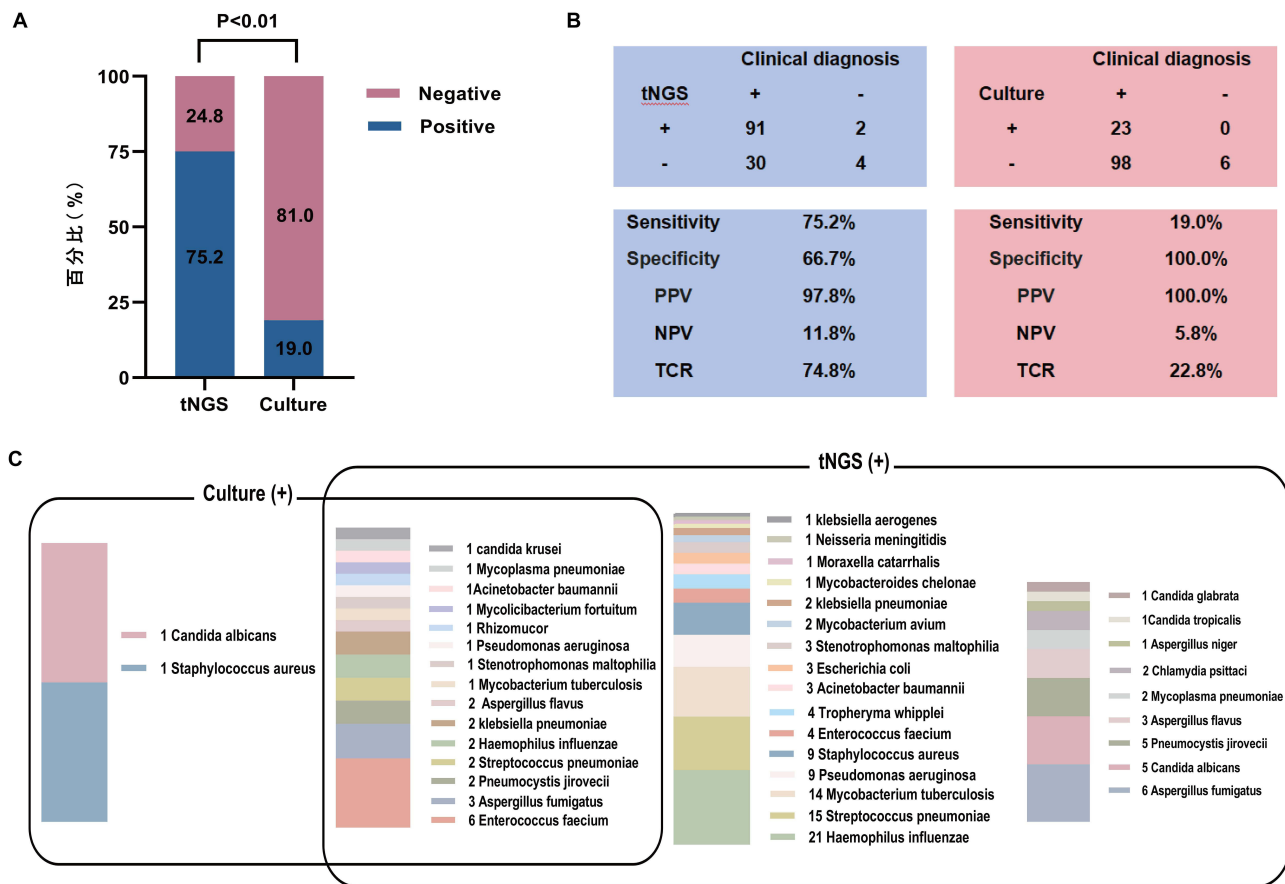 A
P<0.01
100
75
50
25
0
百分比(%)
24.8
75.2
81.0
19.0
tNGS
Culture
Negative
Positive
B
Clinical diagnosis
tNGS + -
+ 91 2
- 30 4
Sensitivity 75.2%
Specificity 66.7%
PPV 97.8%
NPV 11.8%
TCR 74.8%
Clinical diagnosis
Culture + -
+ 23 0
- 98 6
Sensitivity 19.0%
Specificity 100.0%
PPV 100.0%
NPV 5.8%
TCR 22.8%
C
Culture (+)
tNGS (+)
1 Candida albicans
1 Staphylococcus aureus
1 candida krusei
1 Mycoplasma pneumoniae
1Acinetobacter baumannii
1 Mycolicibacterium fortuitum
1 Rhizomucor
1 Pseudomonas aeruginosa
1 Stenotrophomonas maltophilia
1 Mycobacterium tuberculosis
2 Aspergillus flavus
2 klebsiella pneumoniae
2 Haemophilus influenzae
2 Streptococcus pneumoniae
2 Pneumocystis jirovecii
3 Aspergillus fumigatus
6 Enterococcus faecium
1 klebsiella aerogenes
1 Neisseria meningitidis
1 Moraxella catarrhalis
1 Mycobacteroides chelonae
2 klebsiella pneumoniae
2 Mycobacterium avium
3 Stenotrophomonas maltophilia
3 Escherichia coli
3 Acinetobacter baumannii
4 Tropheryma whipplei
4 Enterococcus faecium
9 Staphylococcus aureus
9 Pseudomonas aeruginosa
14 Mycobacterium tuberculosis
15 Streptococcus pneumoniae
21 Haemophilus influenzae
1 Candida glabrata
1Candida tropicalis
1 Aspergillus niger
2 Chlamydia psittaci
2 Mycoplasma pneumoniae
3 Aspergillus flavus
5 Pneumocystis jirovecii
5 Candida albicans
6 Aspergillus fumigatus